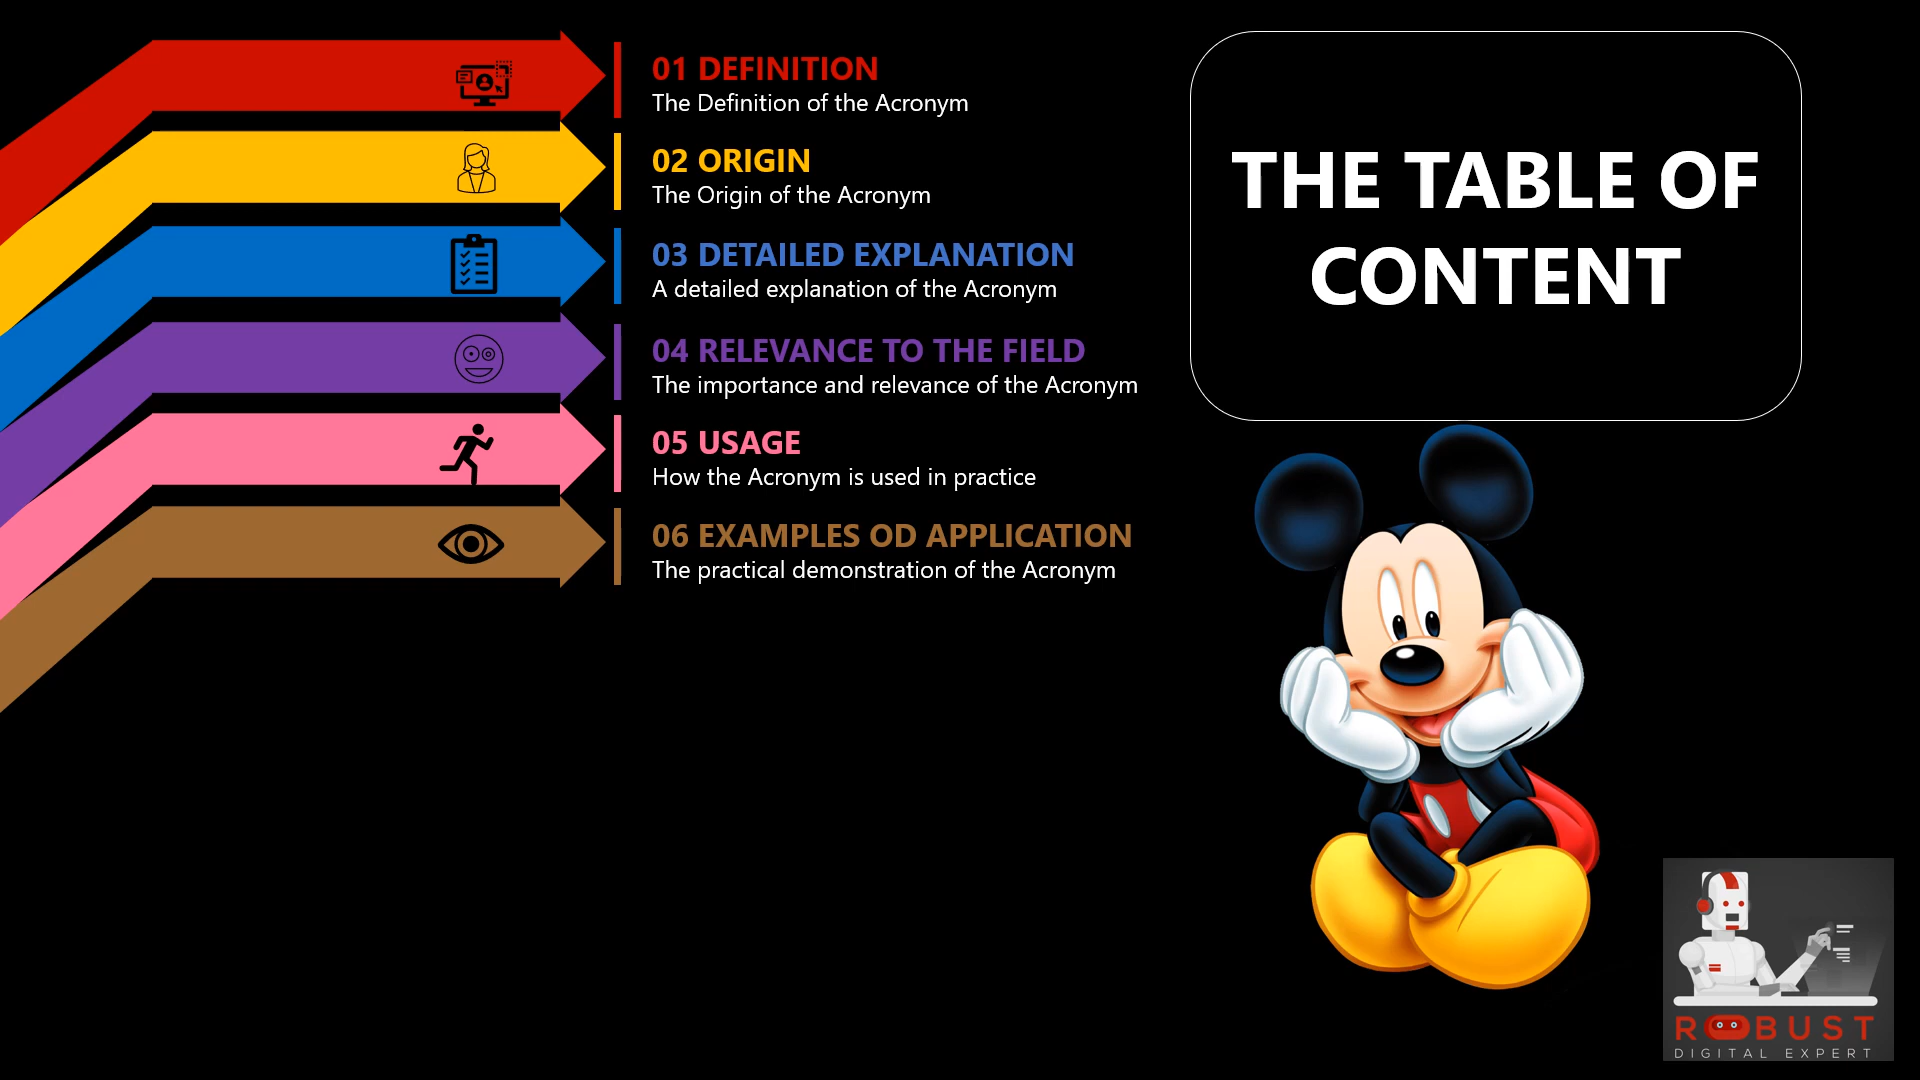 01 DEFINITION
The Definition of the Acronym
02 ORIGIN
The Origin of the Acronym
03 DETAILED EXPLANATION
A detailed explanation of the Acronym
04 RELEVANCE TO THE FIELD
The importance and relevance of the Acronym
05 USAGE
How the Acronym is used in practice
06 EXAMPLES OD APPLICATION
The practical demonstration of the Acronym
THE TABLE OF
CONTENT
ROBUST
DIGITAL EXPERT